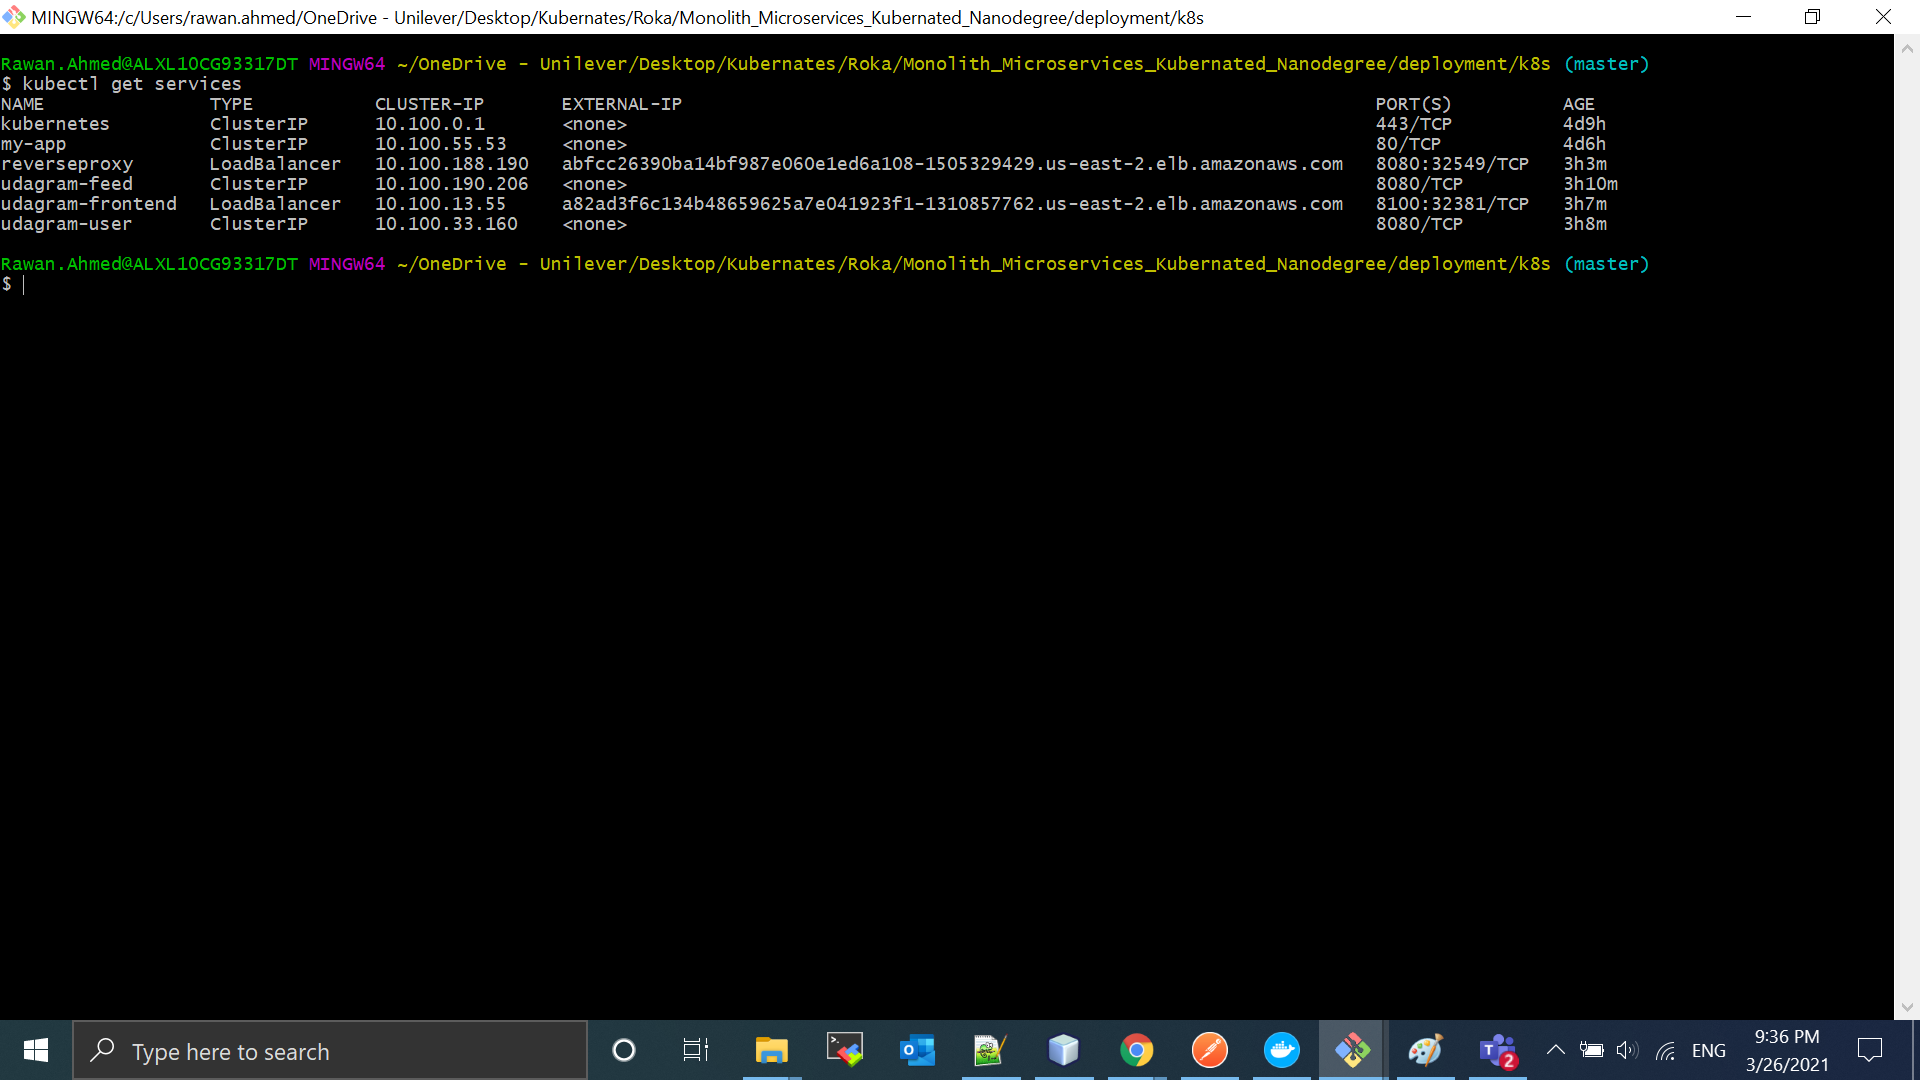 MINGW64:/c/Users/rawan.ahmed/OneDrive - Unilever/Desktop/Kubernates/Roka/Monolith_Microservices_Kubernated_Nanodegree/deployment/k8s
Rawan.Ahmed@ALXL10CG93317DT MINGW64 ~/OneDrive - Unilever/Desktop/Kubernates/Roka/Monolith_Microservices_Kubernated_Nanodegree/deployment/k8s (master)
$ kubectl get services
NAME TYPE CLUSTER-IP EXTERNAL-IP PORT(S) AGE
kubernetes ClusterIP 10.100.0.1 <none> 443/TCP 4d9h
my-app ClusterIP 10.100.55.53 <none> 80/TCP 4d6h
reverseproxy LoadBalancer 10.100.188.190 abfcc26390ba14bf987e060e1ed6a108-1505329429.us-east-2.elb.amazonaws.com 8080:32549/TCP 3h3m
udagram-feed ClusterIP 10.100.190.206 <none> 8080/TCP 3h10m
udagram-frontend LoadBalancer 10.100.13.55 a82ad3f6c134b48659625a7e041923f1-1310857762.us-east-2.elb.amazonaws.com 8100:32381/TCP 3h7m
udagram-user ClusterIP 10.100.33.160 <none> 8080/TCP 3h8m
Rawan.Ahmed@ALXL10CG93317DT MINGW64 ~/OneDrive - Unilever/Desktop/Kubernates/Roka/Monolith_Microservices_Kubernated_Nanodegree/deployment/k8s (master)
$
Type here to search
2
ENG
9:36 PM
3/26/2021